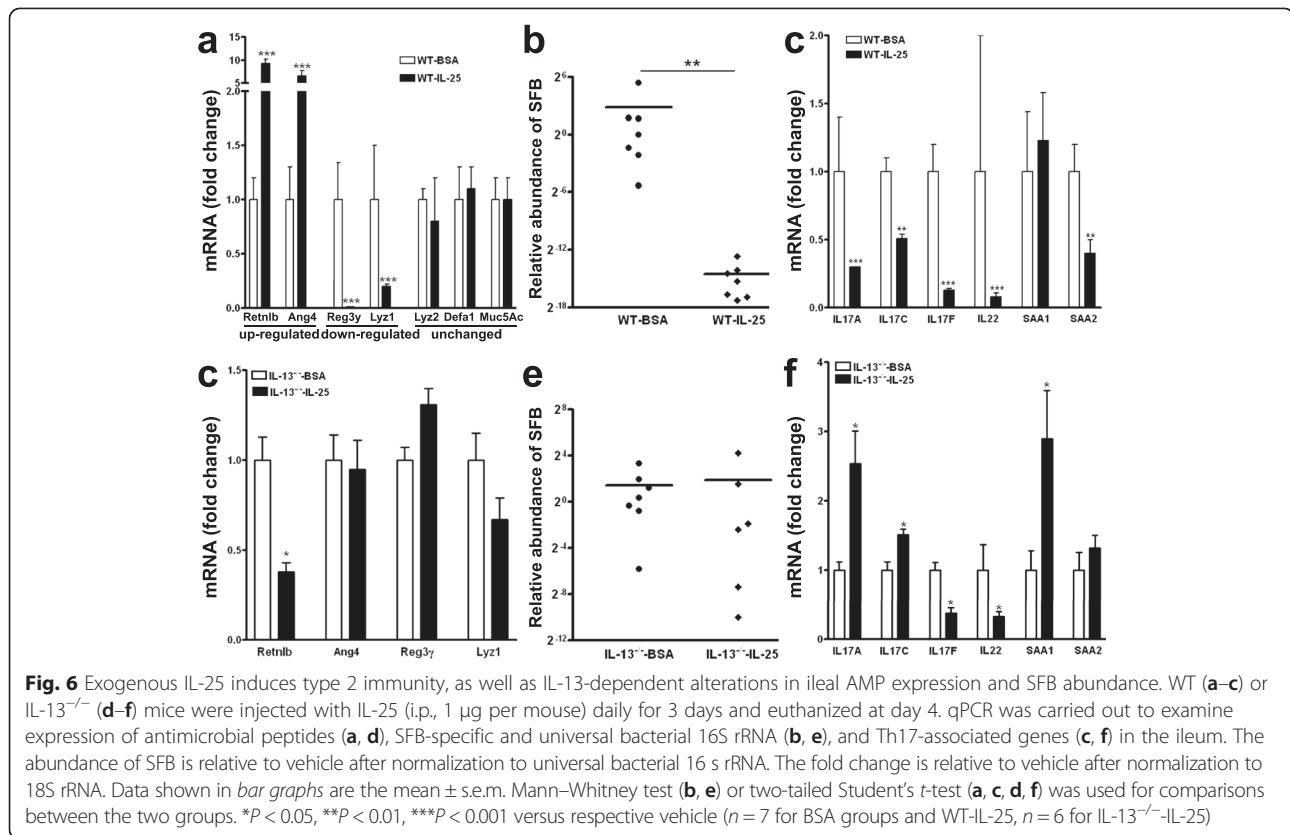 a
mRNA (fold change)
15
10
5
2.0
1.5
1.0
0.5
0.0
WT-BSA
WT-IL-25
***
***
***
***
Retnlb Ang4 Reg3γ Lyz1 Lyz2 Defa1 Muc5Ac
up-regulated down-regulated unchanged
b
Relative abundance of SFB
2^6
2^0
2^-6
2^-12
2^-18
**
WT-BSA WT-IL-25
c
mRNA (fold change)
2.0
1.5
1.0
0.5
0.0
WT-BSA
WT-IL-25
***
**
***
***
**
IL17A IL17C IL17F IL22 SAA1 SAA2
c
mRNA (fold change)
1.5
1.0
0.5
0.0
IL-13^-/--BSA
IL-13^-/--IL-25
*
Retnlb Ang4 Reg3γ Lyz1
e
Relative abundance of SFB
2^8
2^4
2^0
2^-4
2^-8
2^-12
IL-13^-/--BSA IL-13^-/--IL-25
f
mRNA (fold change)
4
3
2
1
0
IL-13^-/--BSA
IL-13^-/--IL-25
*
*
*
*
*
IL17A IL17C IL17F IL22 SAA1 SAA2
Fig. 6 Exogenous IL-25 induces type 2 immunity, as well as IL-13-dependent alterations in ileal AMP expression and SFB abundance. WT (a–c) or
IL-13^−/− (d–f) mice were injected with IL-25 (i.p., 1 μg per mouse) daily for 3 days and euthanized at day 4. qPCR was carried out to examine
expression of antimicrobial peptides (a, d), SFB-specific and universal bacterial 16S rRNA (b, e), and Th17-associated genes (c, f) in the ileum. The
abundance of SFB is relative to vehicle after normalization to universal bacterial 16 s rRNA. The fold change is relative to vehicle after normalization to
18S rRNA. Data shown in bar graphs are the mean ± s.e.m. Mann–Whitney test (b, e) or two-tailed Student's t-test (a, c, d, f) was used for comparisons
between the two groups. *P < 0.05, **P < 0.01, ***P < 0.001 versus respective vehicle (n = 7 for BSA groups and WT-IL-25, n = 6 for IL-13^−/−-IL-25)